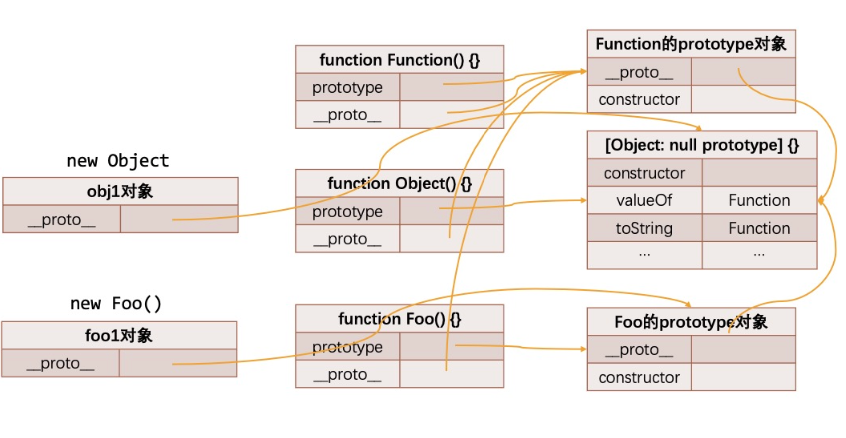 new Object
obj1对象
__proto__
new Foo()
foo1对象
__proto__
function Function() {}
prototype
__proto__
function Object() {}
prototype
__proto__
function Foo() {}
prototype
__proto__
Function的prototype对象
__proto__
constructor
[Object: null prototype] {}
constructor
valueOf Function
toString Function
... ...
Foo的prototype对象
__proto__
constructor